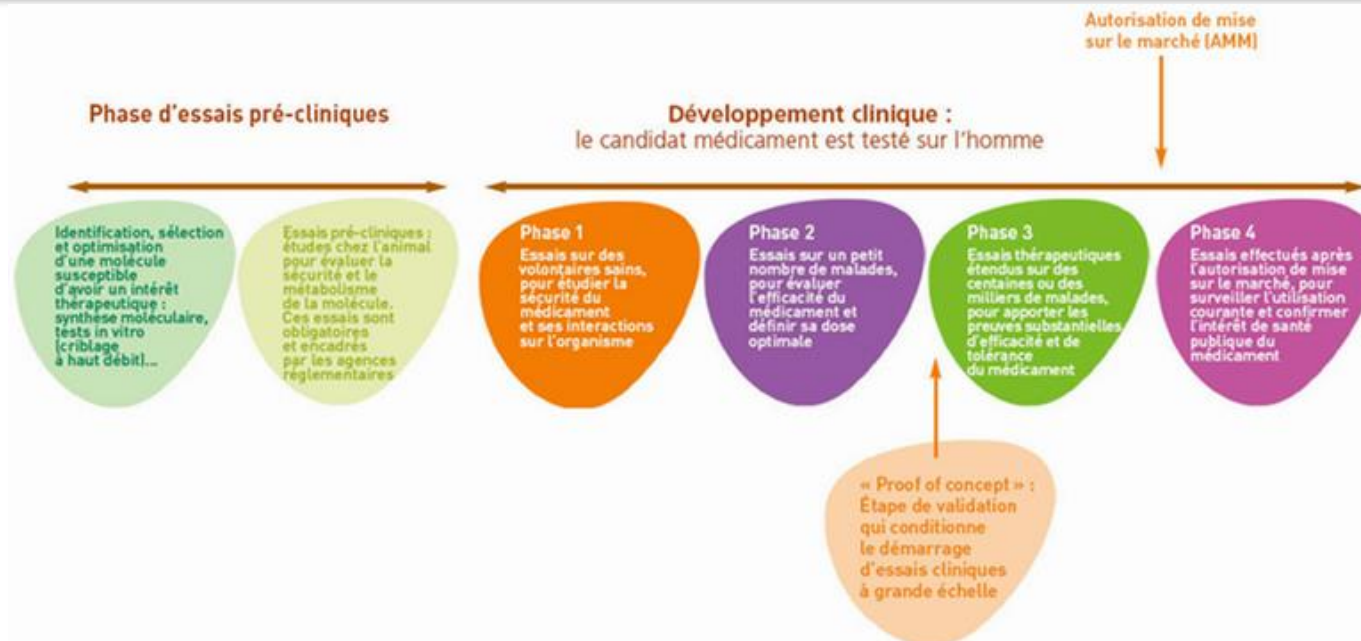 Autorisation de mise
sur le marché (AMM)
Phase d'essais pré-cliniques
Développement clinique :
le candidat médicament est testé sur l'homme
Identification, sélection
et optimisation
d'une molécule
susceptible
d'avoir un intérêt
thérapeutique :
synthèse moléculaire,
tests in vitro
(criblage
à haut débit)...
Essais pré-cliniques :
études chez l'animal
pour évaluer la
sécurité et le
métabolisme
de la molécule.
Ces essais sont
obligatoires
et encadrés
par les agences
réglementaires
Phase 1
Essais sur des
volontaires sains,
pour étudier la
sécurité du
médicament
et ses interactions
sur l'organisme
Phase 2
Essais sur un petit
nombre de malades,
pour évaluer
l'efficacité du
médicament et
définir sa dose
optimale
Phase 3
Essais thérapeutiques
étendus sur des
centaines ou des
milliers de malades,
pour apporter les
preuves substantielles
d'efficacité et de
tolérance
du médicament
Phase 4
Essais effectués après
l'autorisation de mise
sur le marché, pour
surveiller l'utilisation
courante et confirmer
l'intérêt de santé
publique du
médicament
« Proof of concept » :
Étape de validation
qui conditionne
le démarrage
d'essais cliniques
à grande échelle